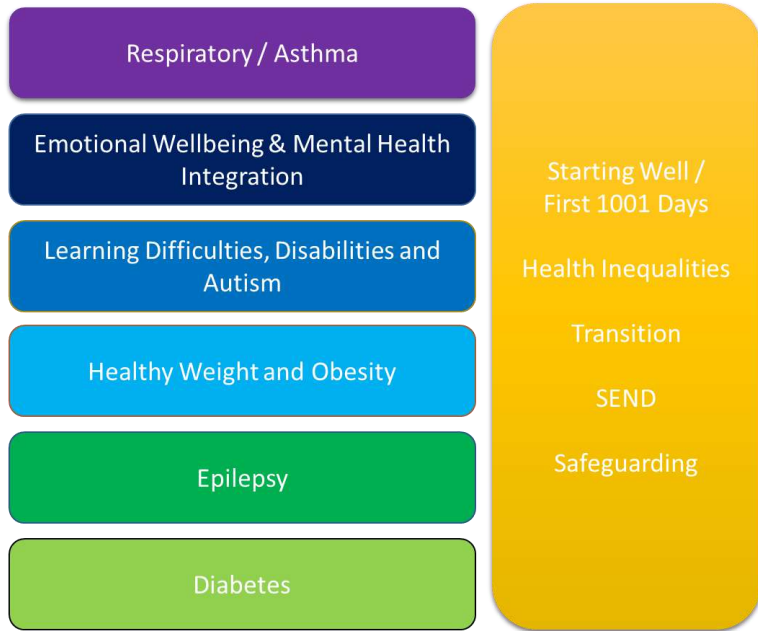 Respiratory / Asthma
Emotional Wellbeing & Mental Health
Integration
Learning Difficulties, Disabilities and
Autism
Healthy Weight and Obesity
Epilepsy
Diabetes
Starting Well /
First 1001 Days
Health Inequalities
Transition
SEND
Safeguarding